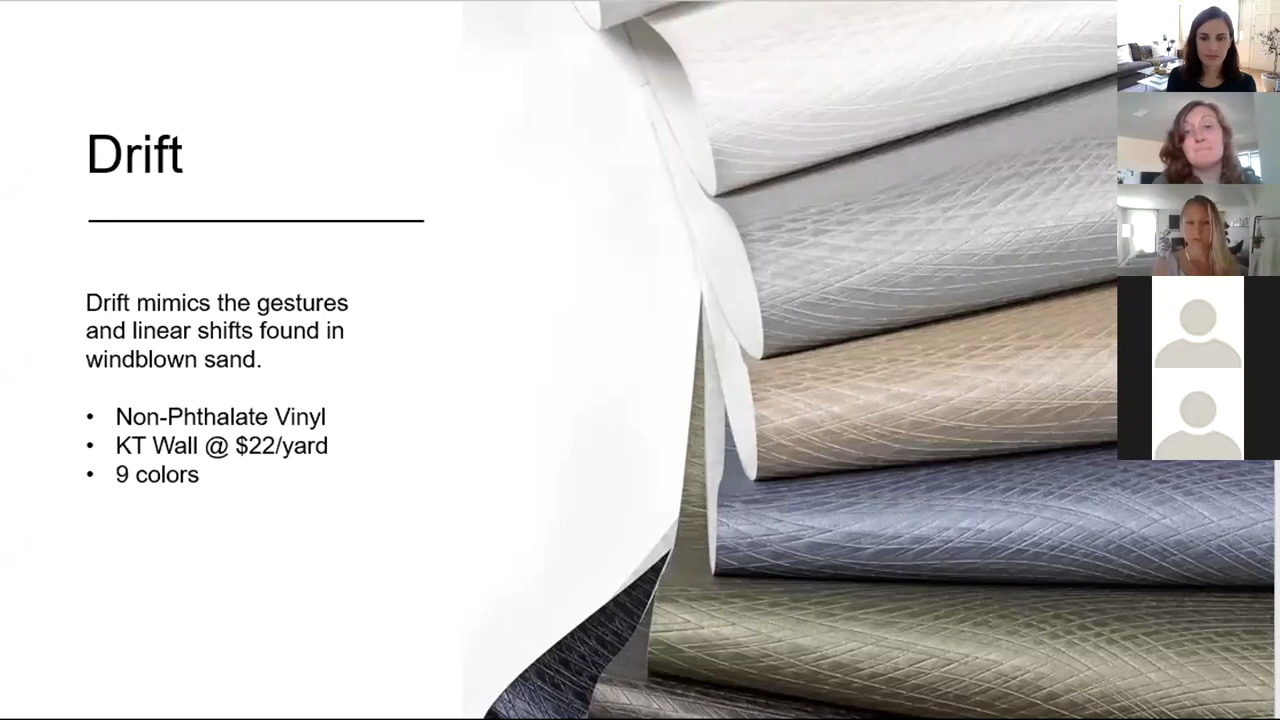 Drift
Drift mimics the gestures
and linear shifts found in
windblown sand.
• Non-Phthalate Vinyl
• KT Wall @ $22/yard
• 9 colors